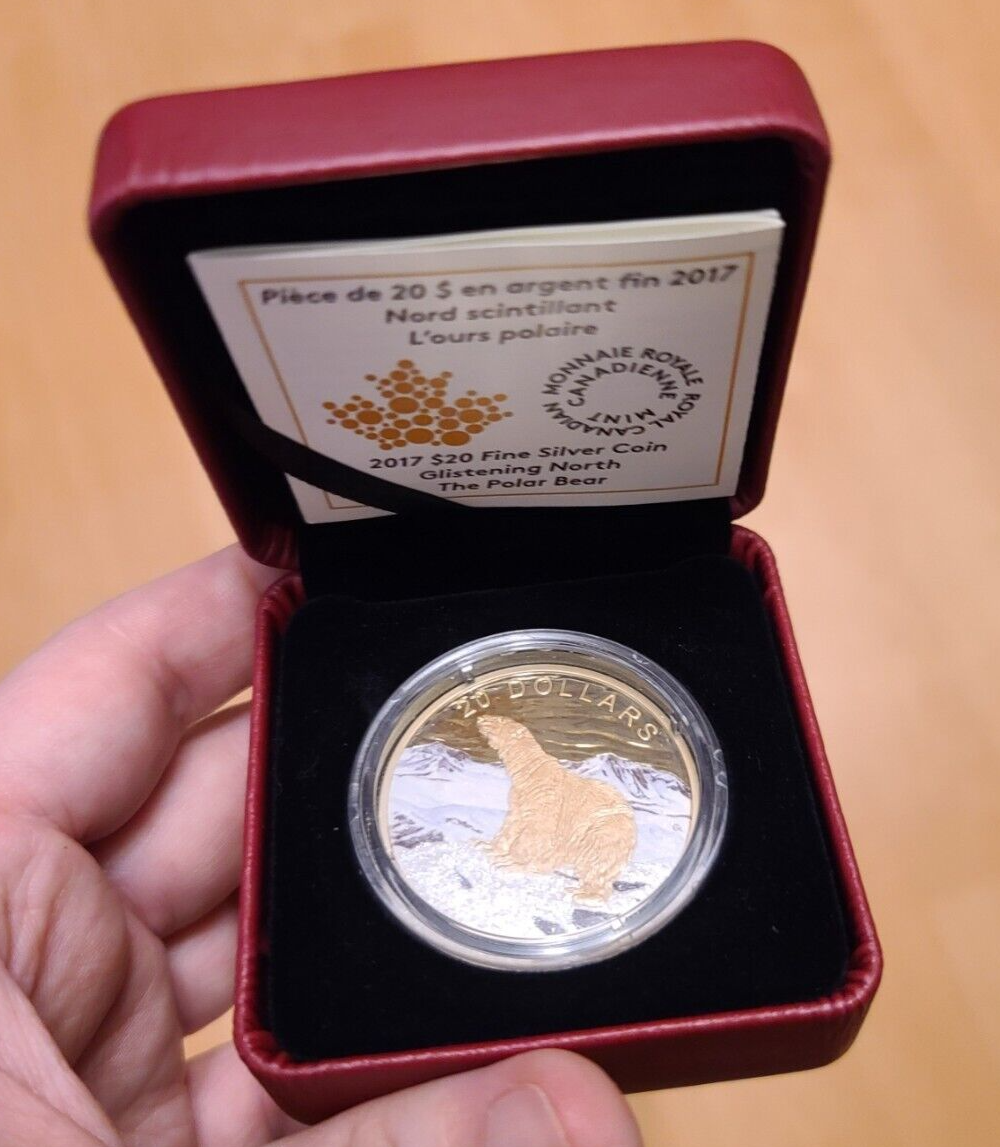 Pièce de 20 $ en argent fin 2017
Nord scintillant
L'ours polaire
MONNAIE ROYALE CANADIENNE
ROYAL CANADIAN MINT
2017 $20 Fine Silver Coin
Glistening North
The Polar Bear
20 DOLLARS